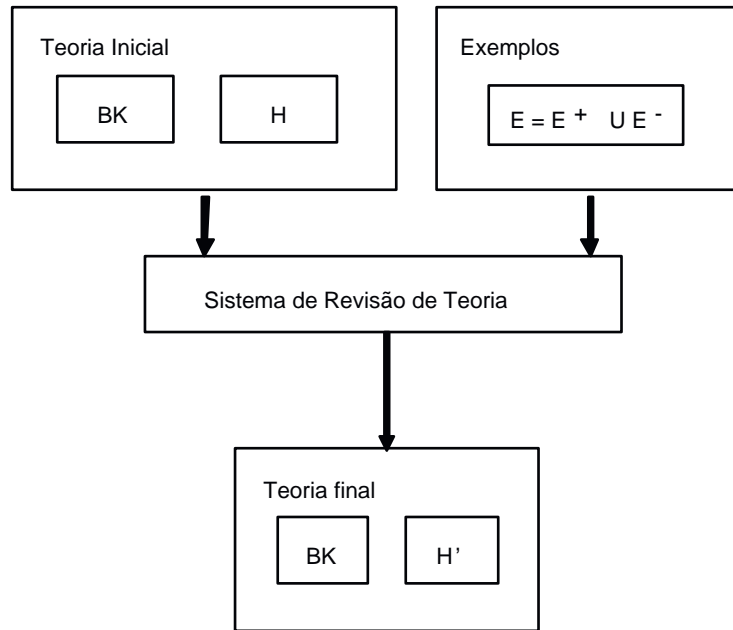 Teoria Inicial
BK
H
Exemplos
E = E + U E -
Sistema de Revisão de Teoria
Teoria final
BK
H'